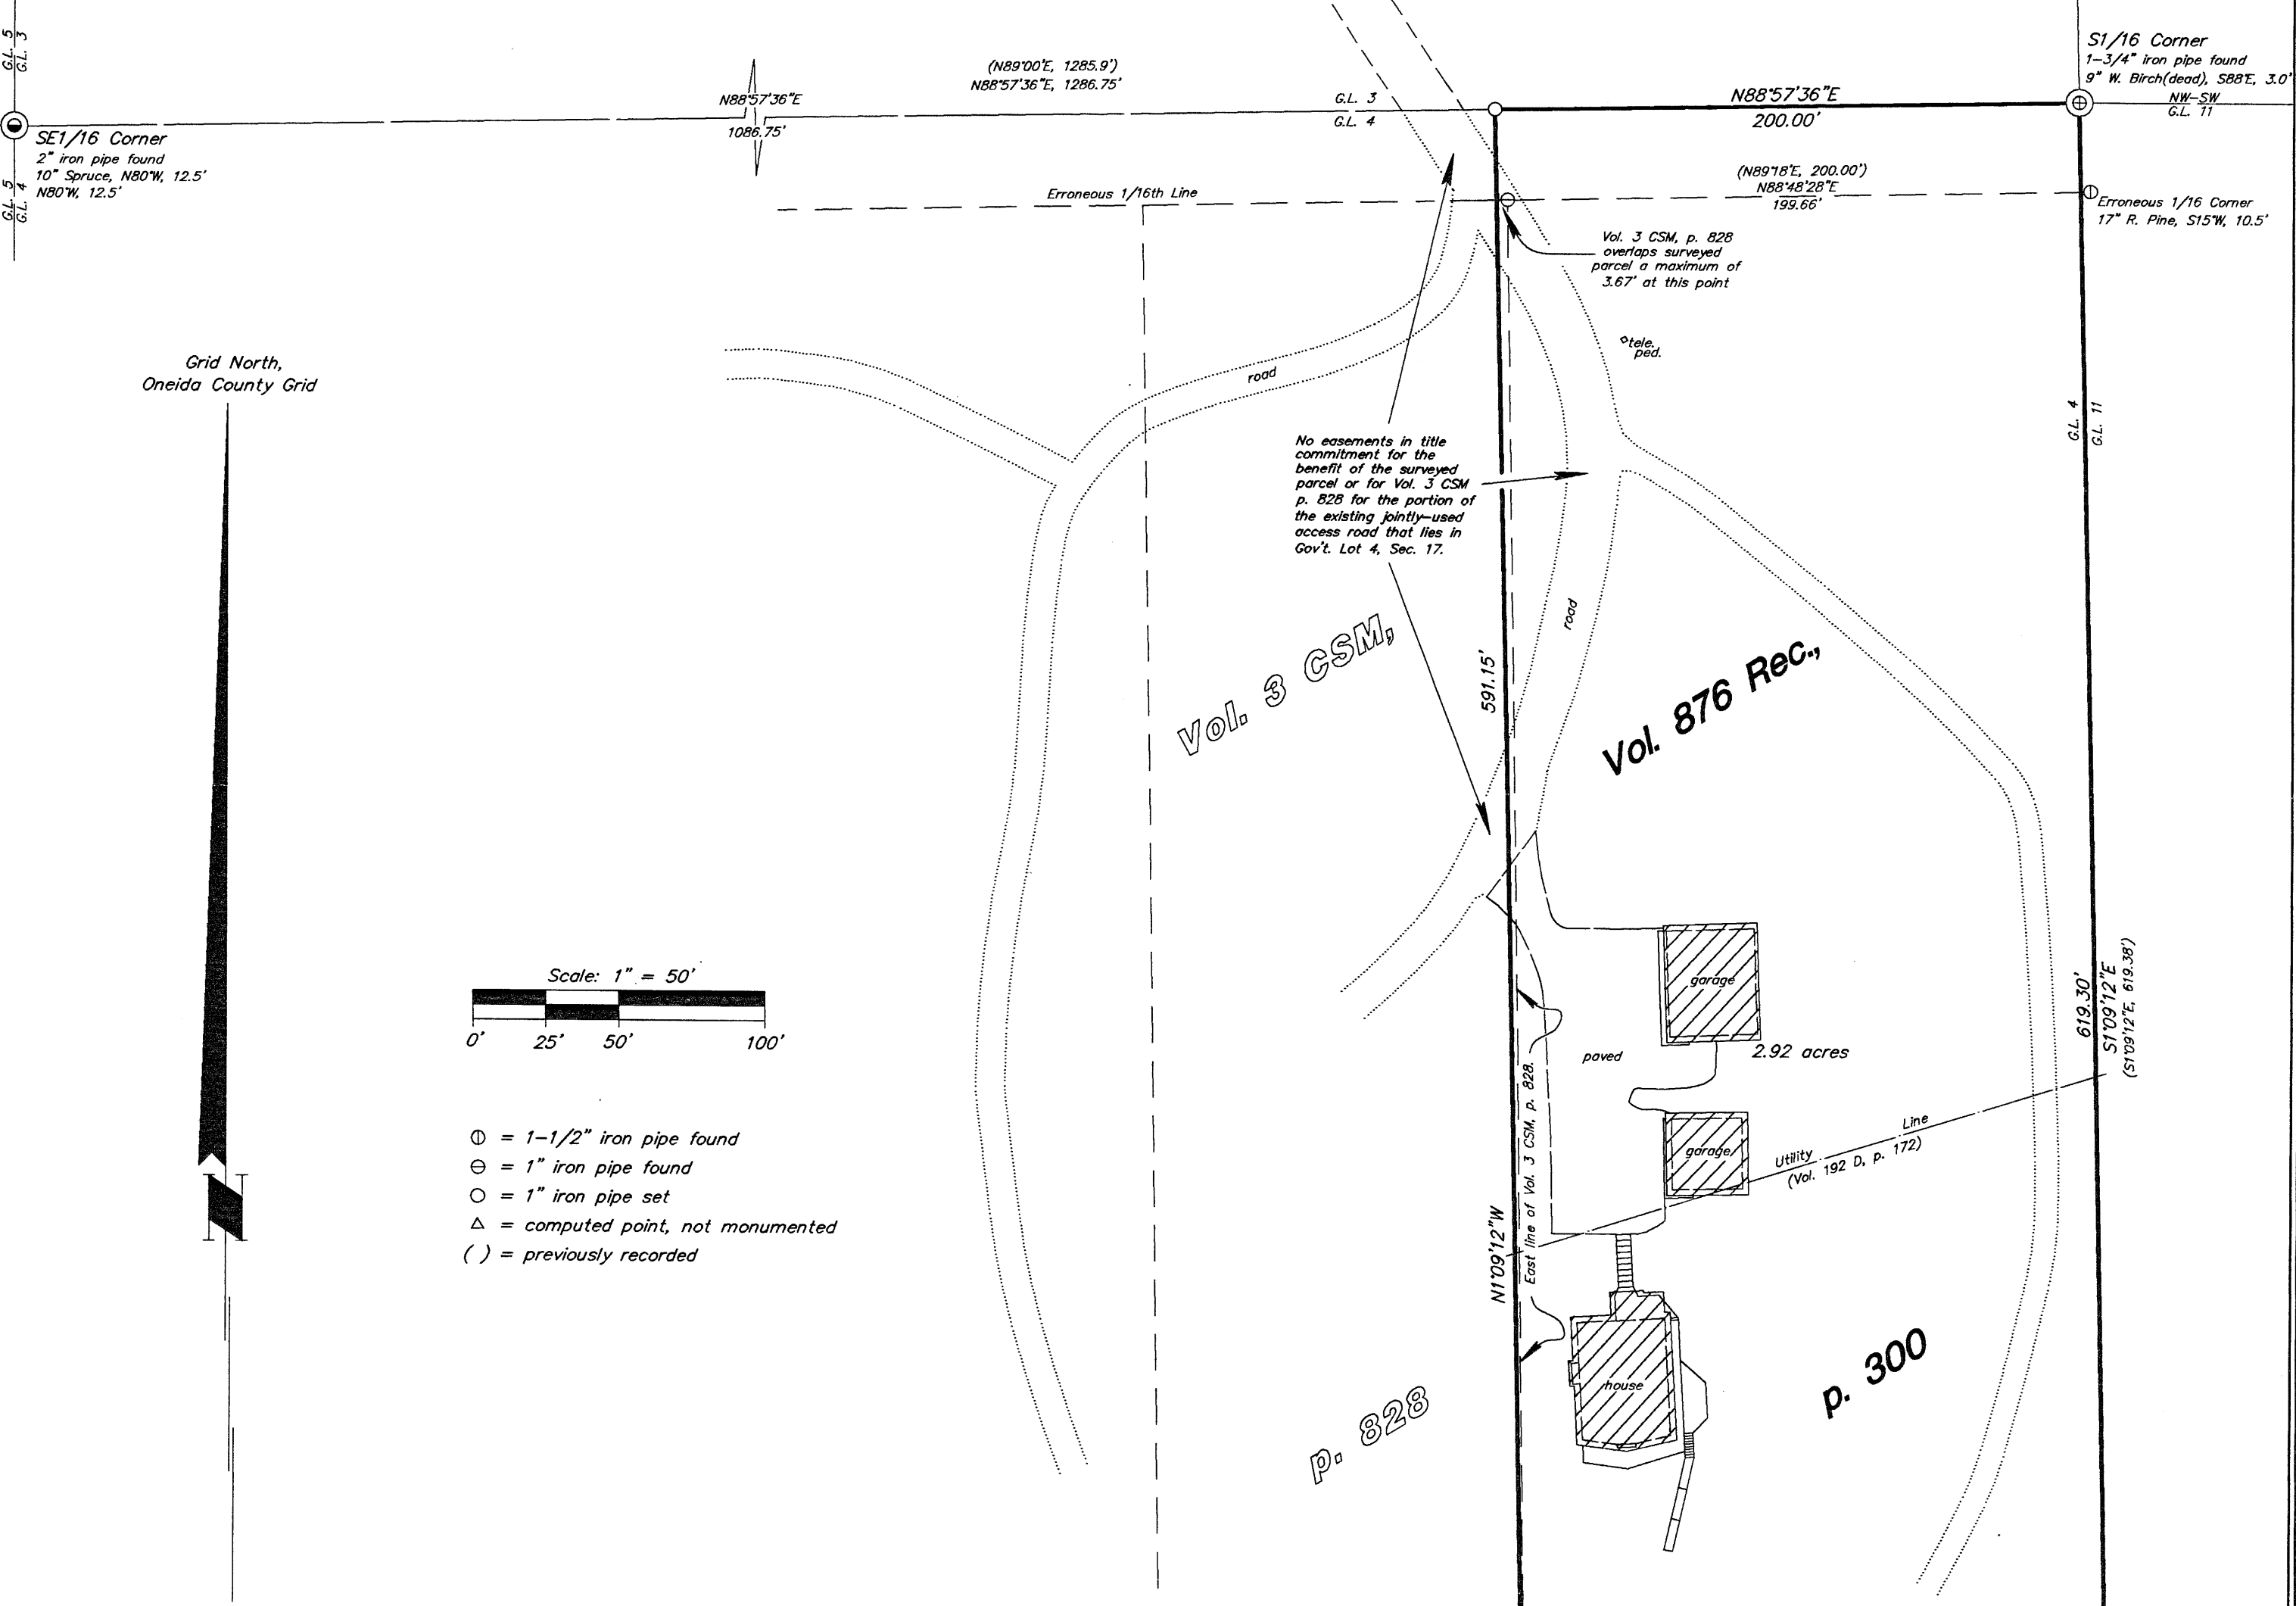 G.L. 5
G.L. 3
G.L. 5
G.L. 4
SE1/16 Corner
2" iron pipe found
10" Spruce, N80°W, 12.5'
N80°W, 12.5'
N88°57'36"E
1086.75'
(N89°00'E, 1285.9')
N88°57'36"E, 1286.75'
G.L. 3
G.L. 4
N88°57'36"E
200.00'
S1/16 Corner
1-3/4" iron pipe found
9" W. Birch(dead), S88°E, 3.0'
NW-SW
G.L. 11
Erroneous 1/16th Line
(N89°18'E, 200.00')
N88°48'28"E
199.66'
Erroneous 1/16 Corner
17" R. Pine, S15°W, 10.5'
Vol. 3 CSM, p. 828
overlaps surveyed
parcel a maximum of
3.67' at this point
tele.
ped.
Grid North,
Oneida County Grid
road
No easements in title
commitment for the
benefit of the surveyed
parcel or for Vol. 3 CSM
p. 828 for the portion of
the existing jointly-used
access road that lies in
Gov't. Lot 4, Sec. 17.
G.L. 4
G.L. 11
road
591.15'
Vol. 3 CSM,
Vol. 876 Rec.,
Scale: 1" = 50'
0' 25' 50' 100'
garage
2.92 acres
paved
619.30'
S1°09'12"E
(S1°09'12"E, 619.38')
= 1-1/2" iron pipe found
= 1" iron pipe found
= 1" iron pipe set
= computed point, not monumented
( ) = previously recorded
N
garage
Utility Line
(Vol. 192 D, p. 172)
N1°09'12"W
East line of Vol. 3 CSM, p. 828.
house
p. 828
p. 300